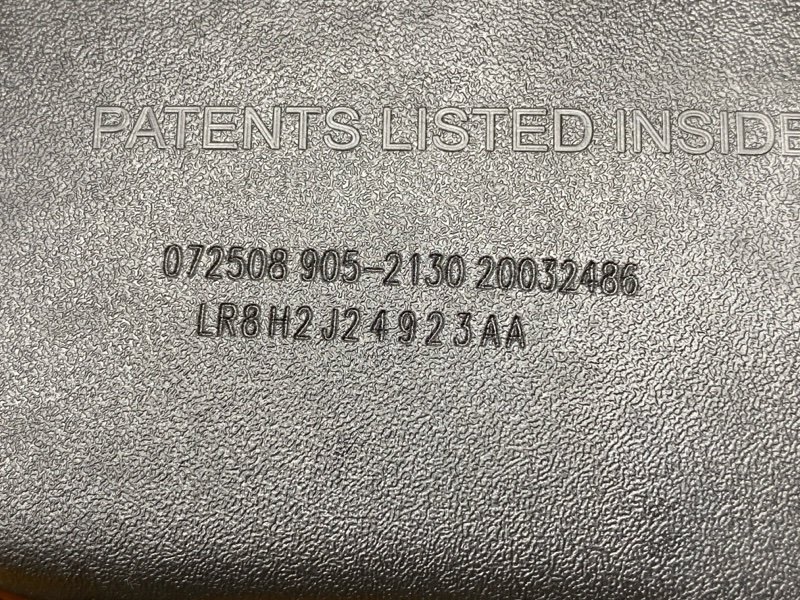 PATENTS LISTED INSIDE
072508 905-2130 20032486
LR8H2J24923AA